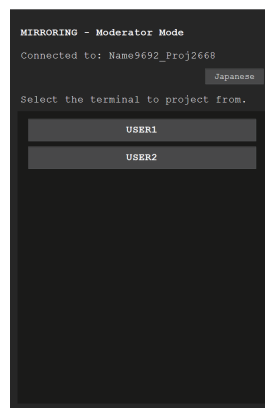 MIRRORING - Moderator Mode
Connected to: Name9692_Proj2668
Japanese
Select the terminal to project from.
USER1
USER2